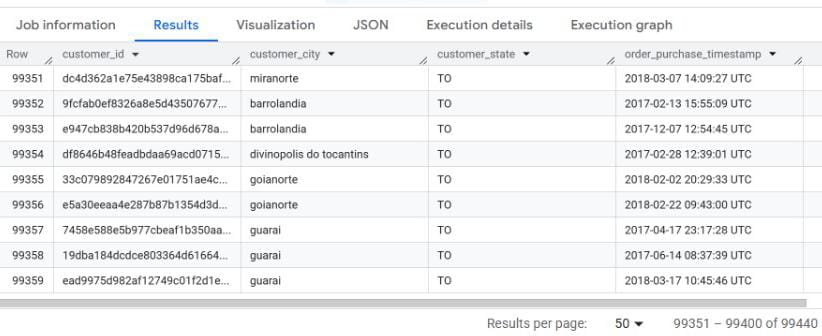 Job information Results Visualization JSON Execution details Execution graph
Row customer_id customer_city customer_state order_purchase_timestamp
99351 dc4d362a1e75e43898ca175baf... miranorte TO 2018-03-07 14:09:27 UTC
99352 9fcfab0ef8326a8e5d43507677... barrolandia TO 2017-02-13 15:55:09 UTC
99353 e947cb838b420b537d96d678a... barrolandia TO 2017-12-07 12:54:45 UTC
99354 df8646b48feadbdaa69acd0715... divinopolis do tocantins TO 2017-02-28 12:39:01 UTC
99355 33c079892847267e01751ae4c... goianorte TO 2018-02-02 20:29:33 UTC
99356 e5a30eeaa4e287b87b1354d3d... goianorte TO 2018-02-22 09:43:00 UTC
99357 7458e588e5b977cbeaf1b350aa... guarai TO 2017-04-17 23:17:28 UTC
99358 19dba184dcdce803364d61664... guarai TO 2017-06-14 08:37:39 UTC
99359 ead9975d982af12749c01f2d1e... guarai TO 2018-03-17 10:45:46 UTC
Results per page: 50 99351 – 99400 of 99440